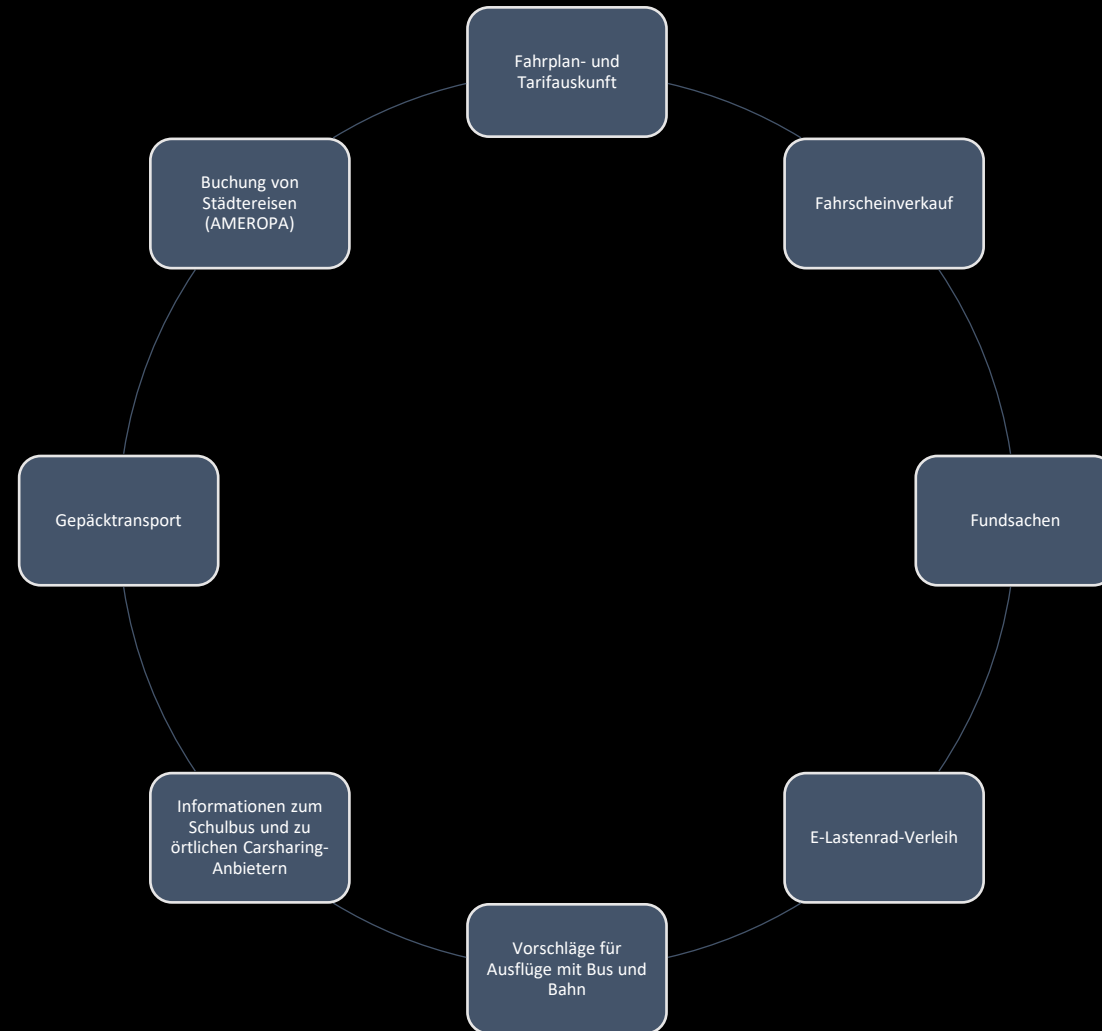 Fahrplan- und
Tarifauskunft
Fahrscheinverkauf
Fundsachen
E-Lastenrad-Verleih
Vorschläge für
Ausflüge mit Bus und
Bahn
Informationen zum
Schulbus und zu
örtlichen Carsharing-
Anbietern
Gepäcktransport
Buchung von
Städtereisen
(AMEROPA)